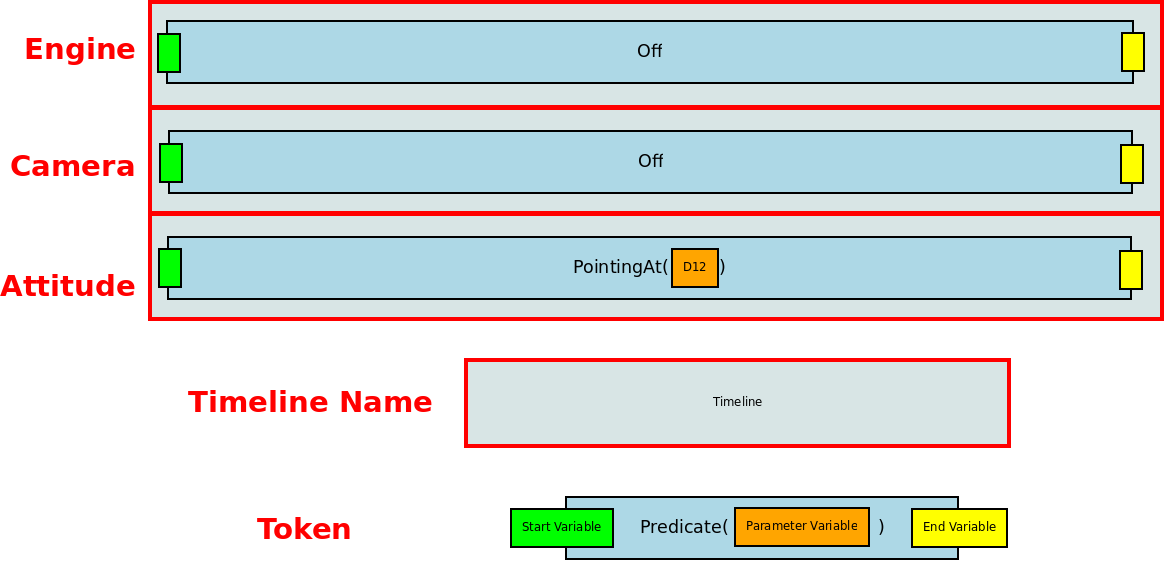 Engine
Off
Camera
Off
Attitude
PointingAt( D12 )
Timeline Name
Timeline
Token
Start Variable Predicate( Parameter Variable ) End Variable